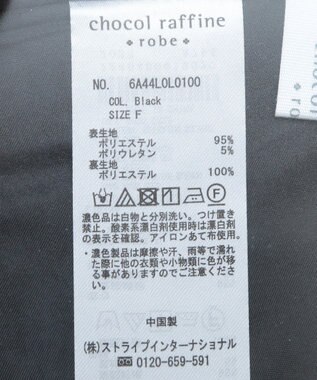 chocol raffine
robe
NO. 6A44L0L0100
COL. Black
SIZE F
表生地
ポリエステル 95%
ポリウレタン 5%
裏生地
ポリエステル 100%
濃色品は白物と分別洗い。つけ置き
禁止。酸素系漂白剤使用時は漂白剤
の表示を確認。アイロンあて布使用。
・濃色製品は摩擦や汗、雨等で濡れ
た際に他の衣類や小物類に色が移
る事がありますのでご注意くださ
い。
中国製
(株)ストライプインターナショナル
0120-659-591